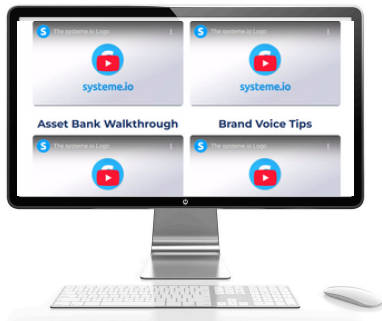 S The systeme.io Logo
S The systeme.io Logo
systeme.io
systeme.io
Asset Bank Walkthrough
Brand Voice Tips
S The systeme.io Logo
S The systeme.io Logo